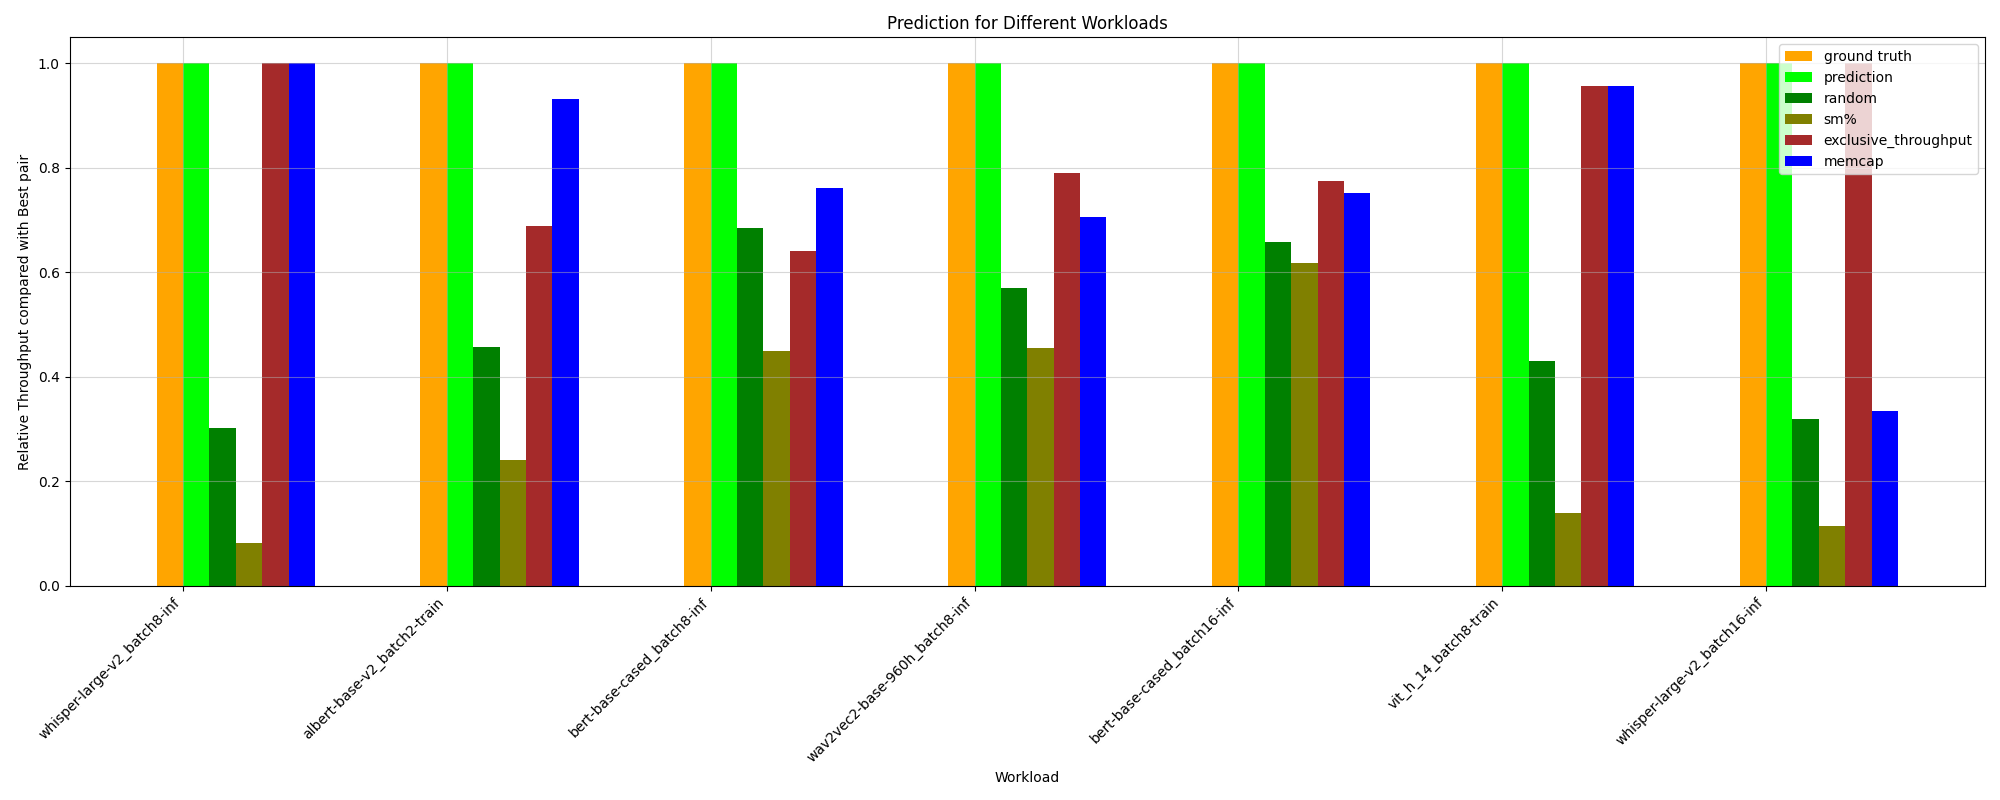 Prediction for Different Workloads
Relative Throughput compared with Best pair
1.0
0.8
0.6
0.4
0.2
0.0
ground truth
prediction
random
sm%
exclusive_throughput
memcap
whisper-large-v2_batch8-inf
albert-base-v2_batch2-train
bert-base-cased_batch8-inf
wav2vec2-base-960h_batch8-inf
bert-base-cased_batch16-inf
vit_h_14_batch8-train
whisper-large-v2_batch16-inf
Workload